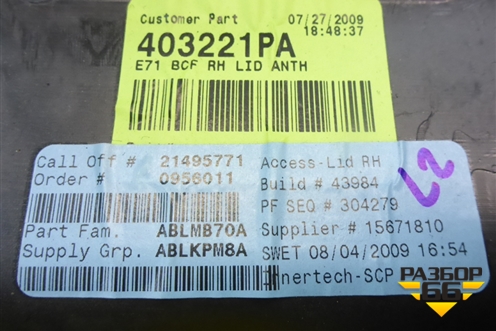 Customer Part 07/27/2009
18:48:37
403221PA
E71 BCF RH LID ANTH
Call Off # 21495771
Order # 0956011
Part Fam. ABLMB70A
Supply Grp. ABLKPM8A
Access-Lid RH
Build # 43984
PF SEQ # 304279
Supplier # 15671810
SWET 08/04/2009 16:54
Innertech-SCP
L2
РАЗБОР
66